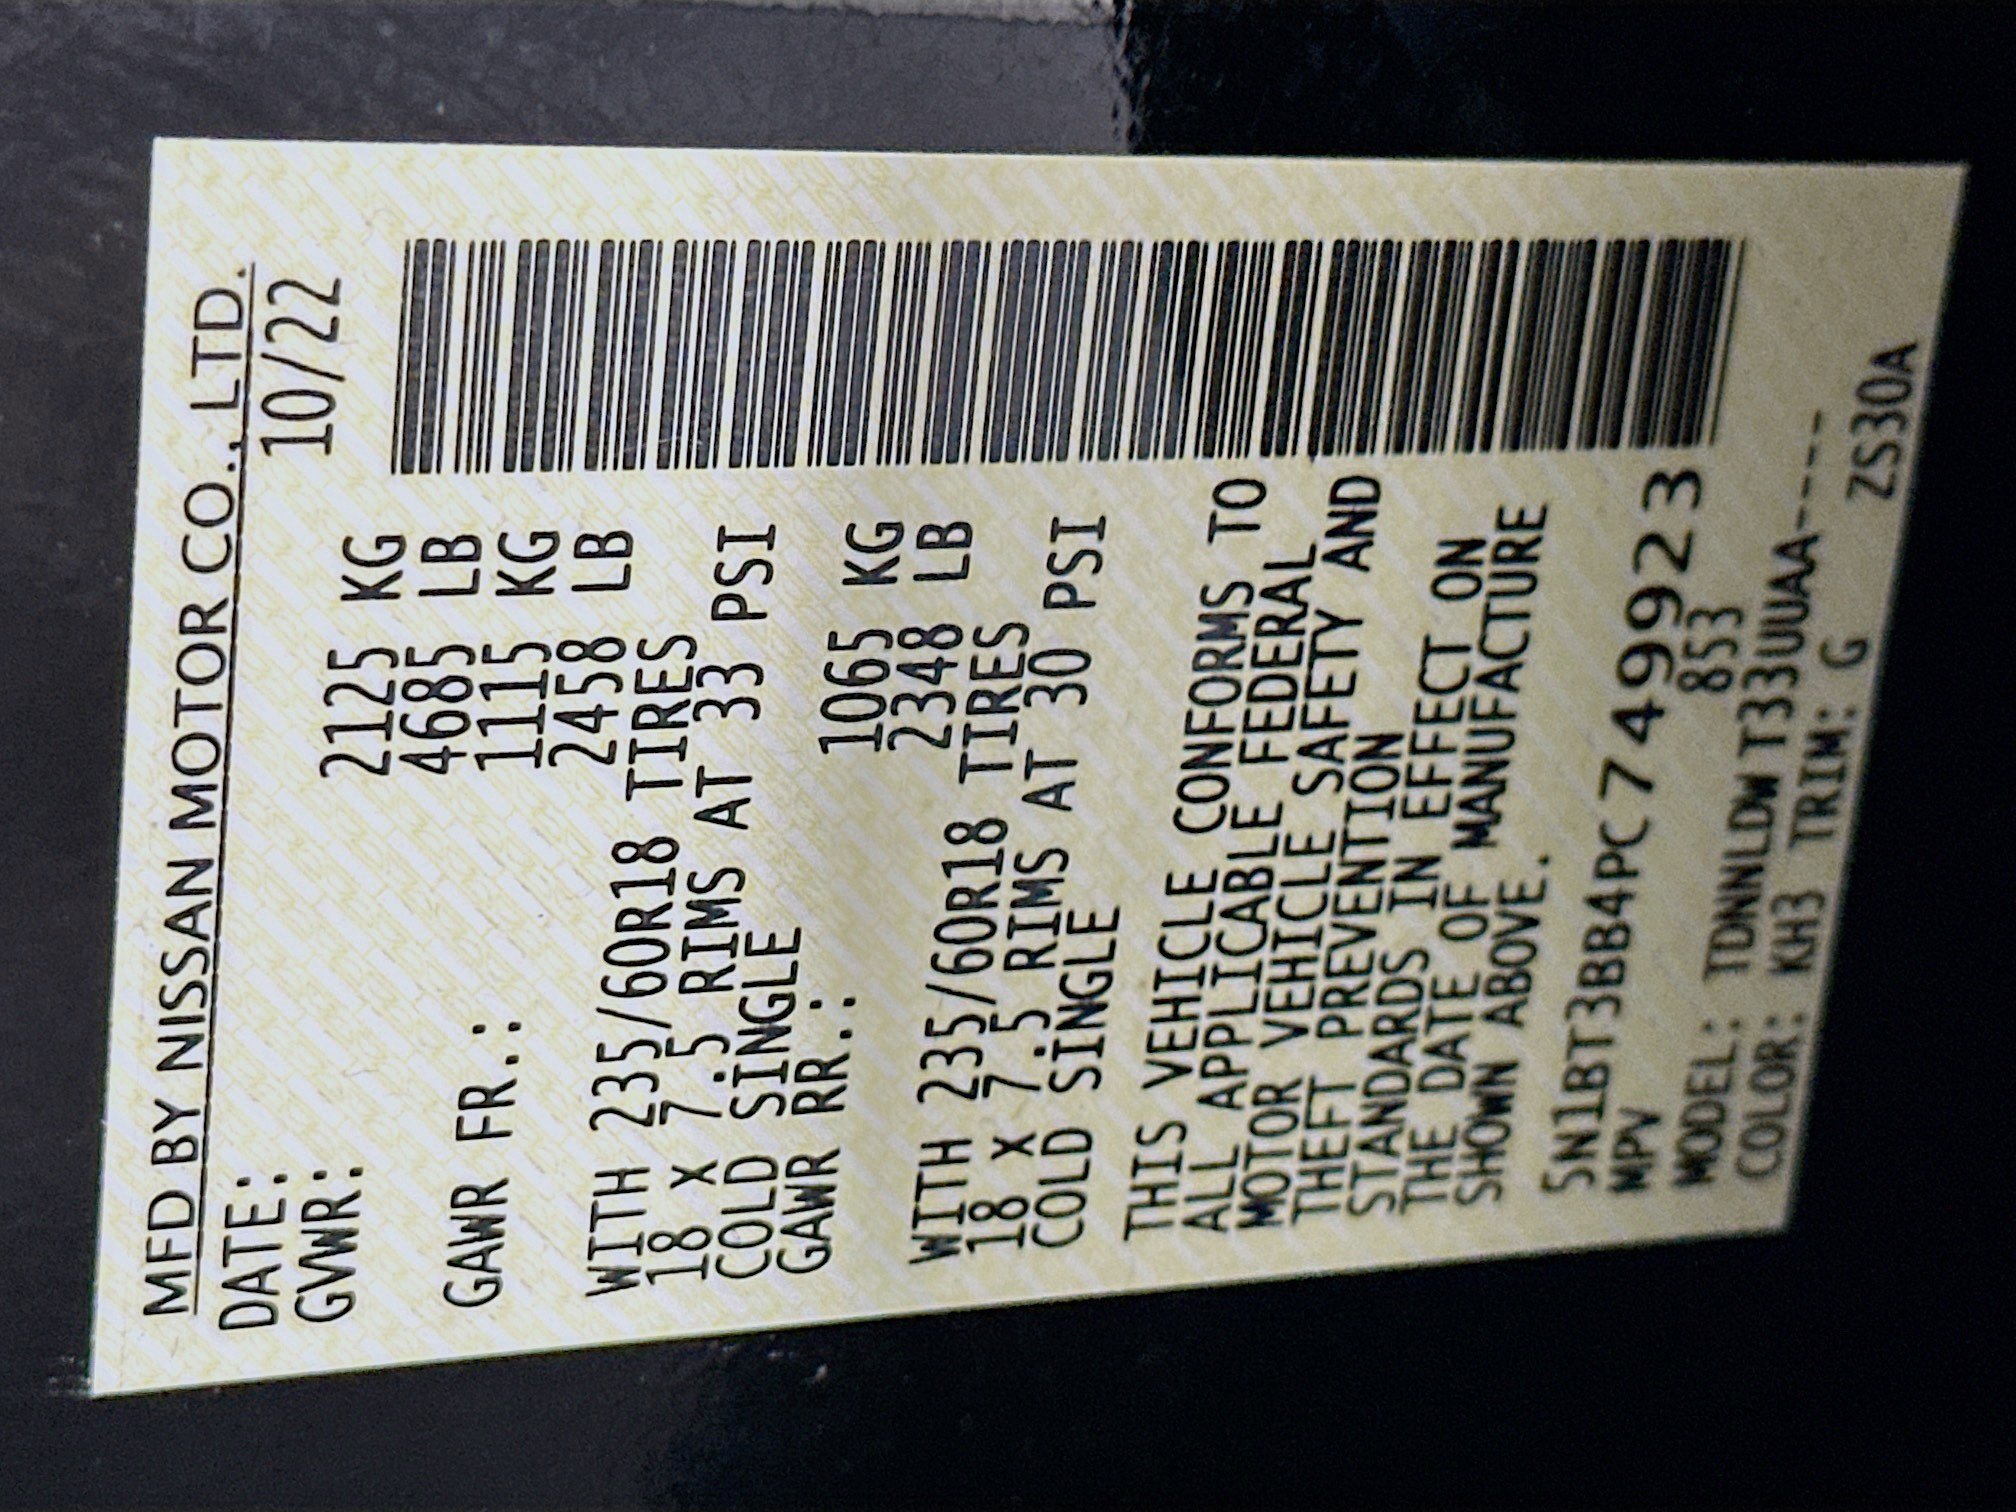 MFD BY NISSAN MOTOR CO., LTD.
DATE: 10/22
GVWR: 2125 KG
4685 LB
GAWR FR.: 1115 KG
2458 LB
WITH 235/60R18 TIRES
18 x 7.5 RIMS AT 33 PSI
COLD SINGLE
GAWR RR.: 1065 KG
2348 LB
WITH 235/60R18 TIRES
18 x 7.5 RIMS AT 30 PSI
COLD SINGLE
THIS VEHICLE CONFORMS TO
ALL APPLICABLE FEDERAL
MOTOR VEHICLE SAFETY AND
THEFT PREVENTION
STANDARDS IN EFFECT ON
THE DATE OF MANUFACTURE
SHOWN ABOVE.
5N1BT3BB4PC749923
MPV 853
MODEL: TDNNLDW T33UUAA-----
COLOR: KH3 TRIM: G
ZS30A